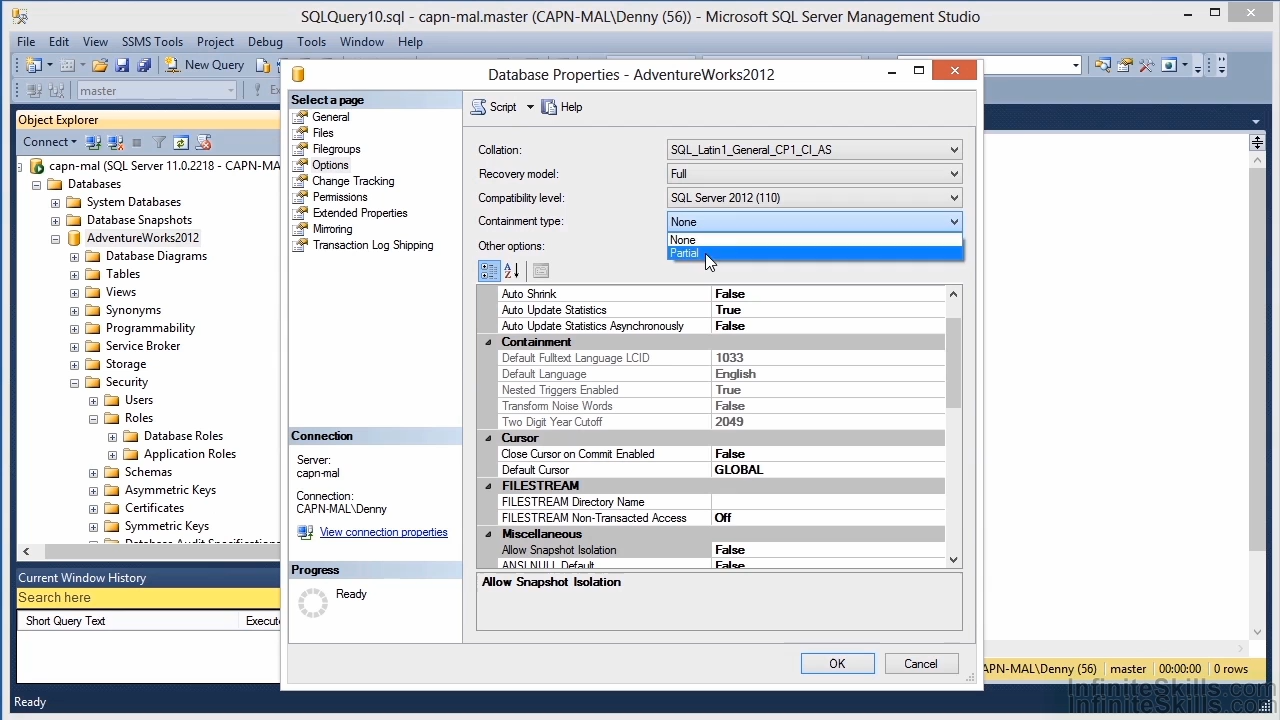 SQLQuery10.sql - capn-mal.master (CAPN-MAL\Denny (56)) - Microsoft SQL Server Management Studio
File Edit View SSMS Tools Project Debug Tools Window Help
New Query
master
Object Explorer
Connect
capn-mal (SQL Server 11.0.2218 - CAPN-MA
Databases
System Databases
Database Snapshots
AdventureWorks2012
Database Diagrams
Tables
Views
Synonyms
Programmability
Service Broker
Storage
Security
Users
Roles
Database Roles
Application Roles
Schemas
Asymmetric Keys
Certificates
Symmetric Keys
Database Audit Specification
Current Window History
Search here
Short Query Text Execute
Ready
Database Properties - AdventureWorks2012
Select a page
General
Files
Filegroups
Options
Change Tracking
Permissions
Extended Properties
Mirroring
Transaction Log Shipping
Connection
Server:
capn-mal
Connection:
CAPN-MAL\Denny
View connection properties
Progress
Ready
Script Help
Collation: SQL_Latin1_General_CP1_CI_AS
Recovery model: Full
Compatibility level: SQL Server 2012 (110)
Containment type: None
None
Partial
Other options:
Auto Shrink False
Auto Update Statistics True
Auto Update Statistics Asynchronously False
Containment
Default Fulltext Language LCID 1033
Default Language English
Nested Triggers Enabled True
Transform Noise Words False
Two Digit Year Cutoff 2049
Cursor
Close Cursor on Commit Enabled False
Default Cursor GLOBAL
FILESTREAM
FILESTREAM Directory Name
FILESTREAM Non-Transacted Access Off
Miscellaneous
Allow Snapshot Isolation False
ANSI NULL Default False
Allow Snapshot Isolation
OK Cancel
APN-MAL\Denny (56) master 00:00:00 0 rows
InfiniteSkills.com
InfiniteSkills.com